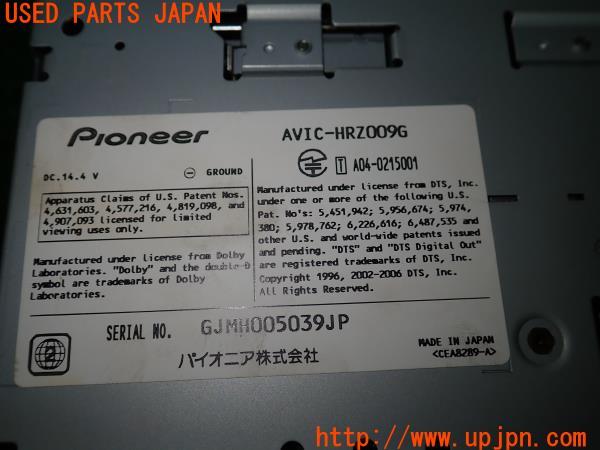 USED PARTS JAPAN
Pioneer
DC.14.4 V
⊖ GROUND
Apparatus Claims of U.S. Patent Nos.
4,631,603, 4,577,216, 4,819,098, and
4,907,093 licensed for limited
viewing uses only.
Manufactured under license from Dolby
Laboratories. "Dolby" and the double-D
symbol are trademarks of Dolby
Laboratories.
AVIC-HRZ009G
T A04-0215001
Manufactured under license from DTS, Inc.
under one or more of the following U.S.
Pat. No's: 5,451,942; 5,956,674; 5,974,
380; 5,978,762; 6,226,616; 6,487,535 and
other U.S. and world-wide patents issued
and pending. "DTS" and "DTS Digital Out"
are registered trademarks of DTS, Inc.
Copyright 1996, 2002-2006 DTS, Inc.
All Rights Reserved.
SERIAL NO. GJMH005039JP
2
パイオニア株式会社
MADE IN JAPAN
<CEA8289-A>
USED PARTS JAPAN
http://www.upjpn.com